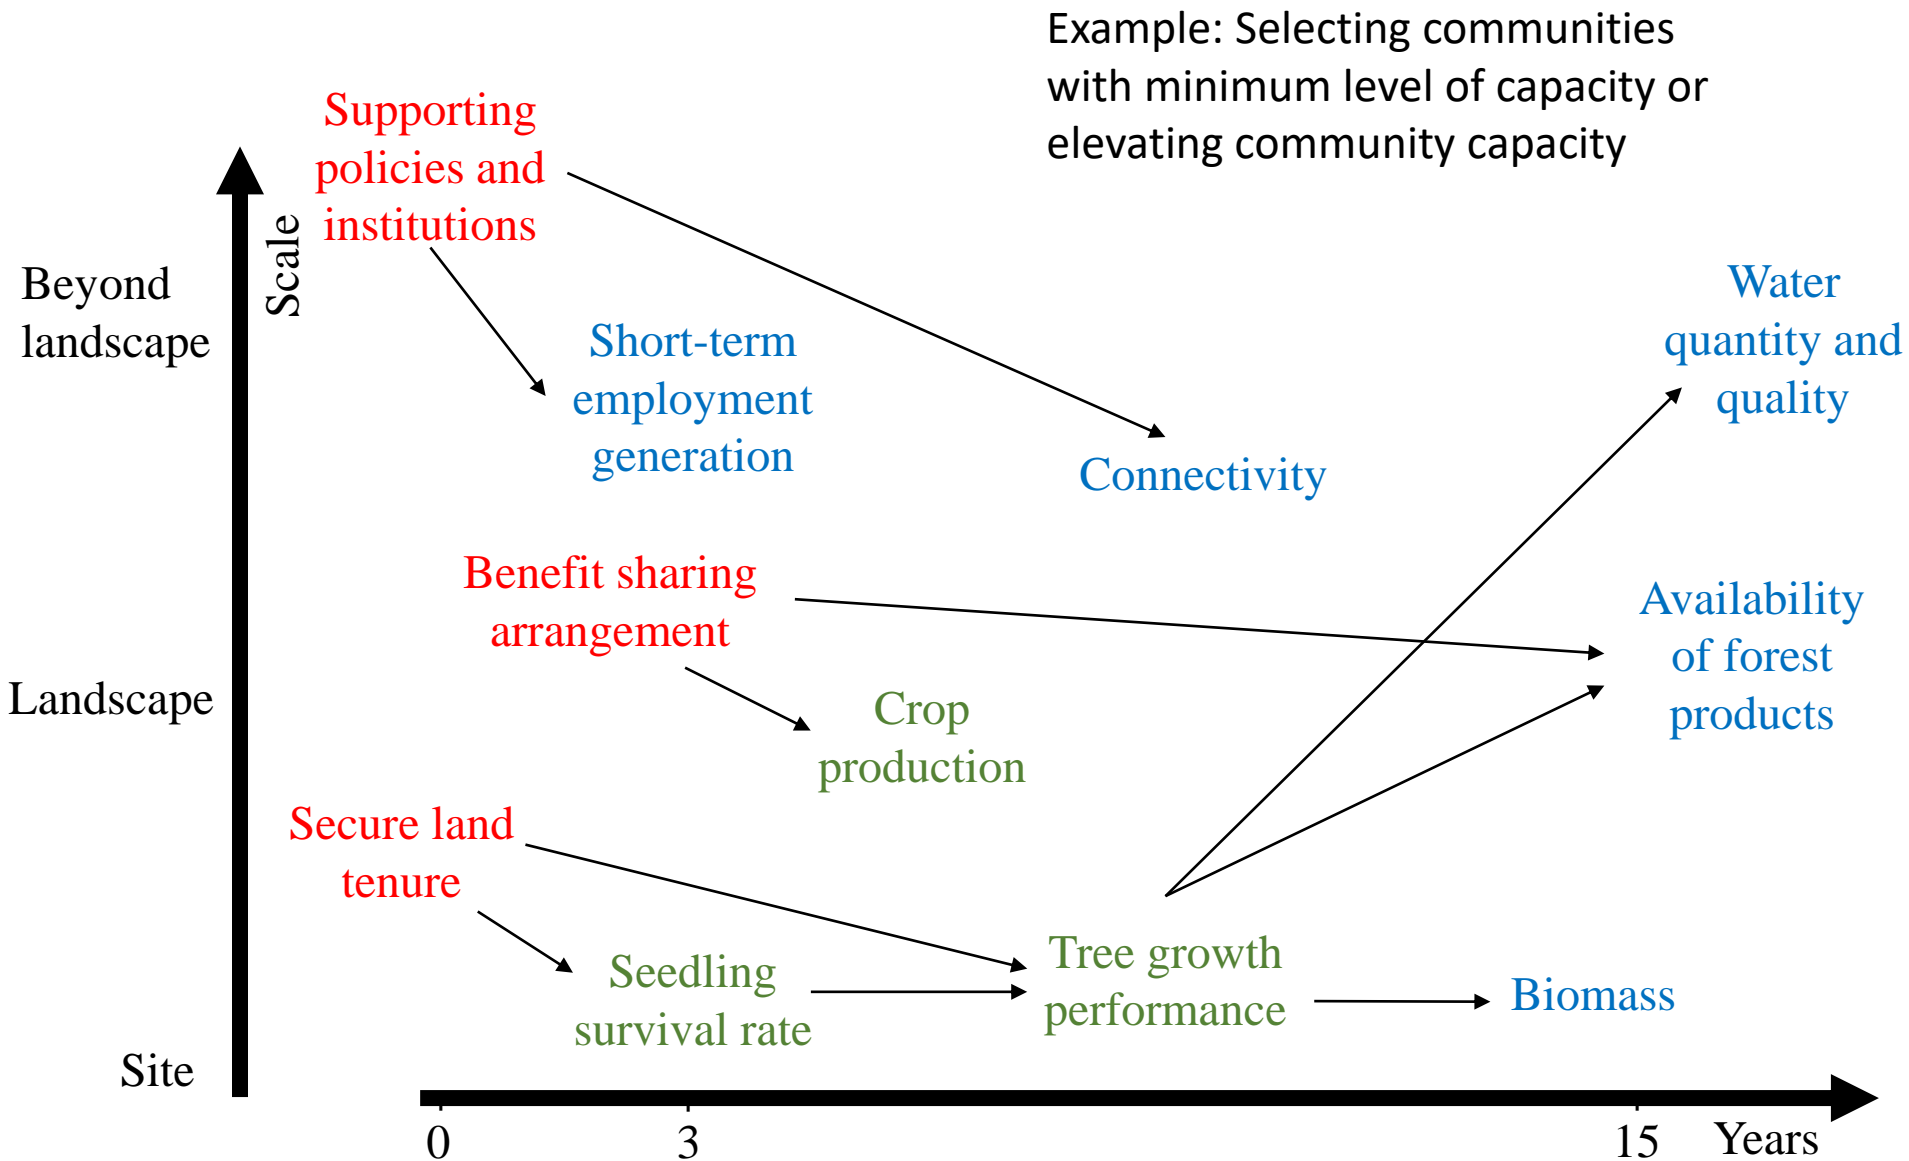 Example: Selecting communities
with minimum level of capacity or
elevating community capacity
Supporting
policies and
institutions
Scale
Beyond
landscape
Short-term
employment
generation
Connectivity
Water
quantity and
quality
Benefit sharing
arrangement
Availability
of forest
products
Landscape
Crop
production
Secure land
tenure
Seedling
survival rate
Tree growth
performance
Biomass
Site
0
3
15
Years